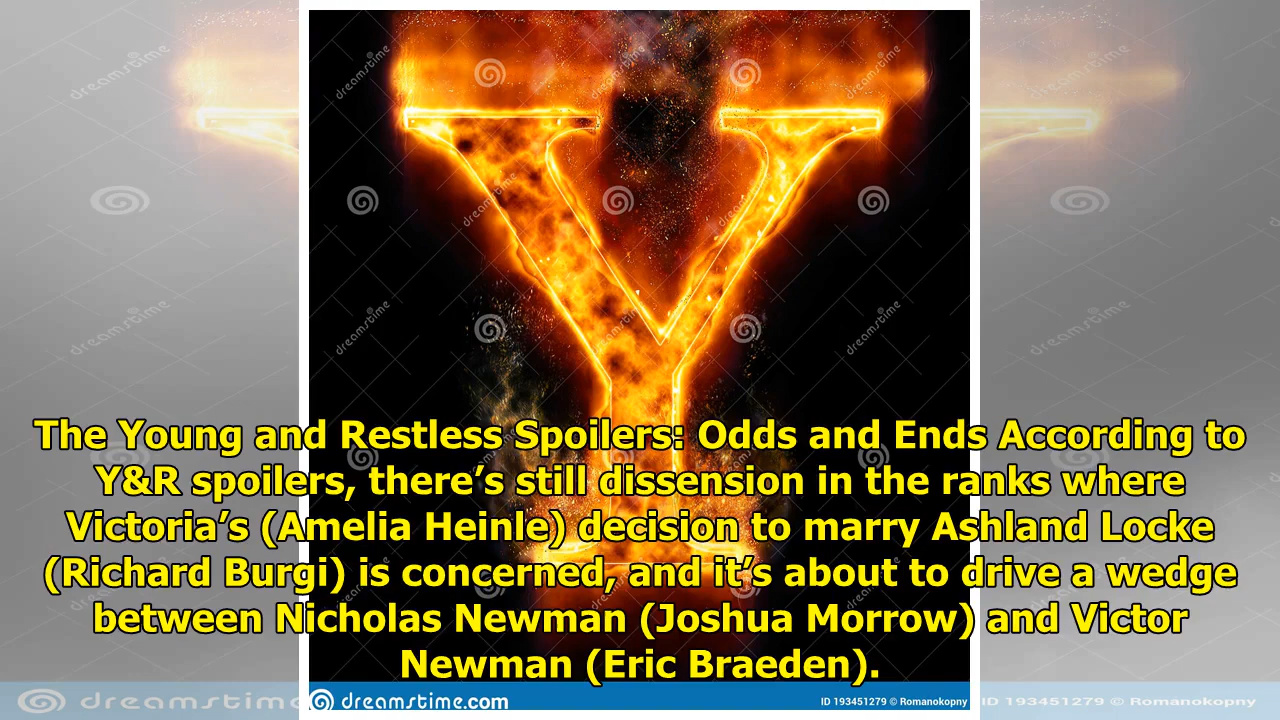 Y
The Young and Restless Spoilers: Odds and Ends According to
Y&R spoilers, there’s still dissension in the ranks where
Victoria’s (Amelia Heinle) decision to marry Ashland Locke
(Richard Burgi) is concerned, and it’s about to drive a wedge
between Nicholas Newman (Joshua Morrow) and Victor
Newman (Eric Braeden).
dreamstime.com
ID 193451279 © Romanokopny